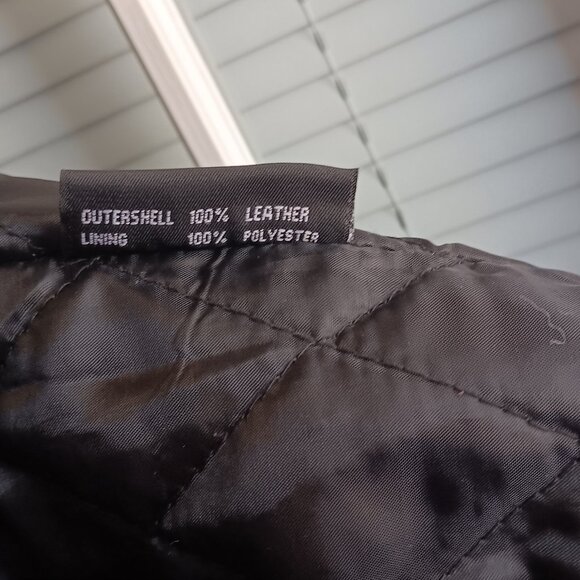 OUTERSHELL 100% LEATHER
LINING 100% POLYESTER